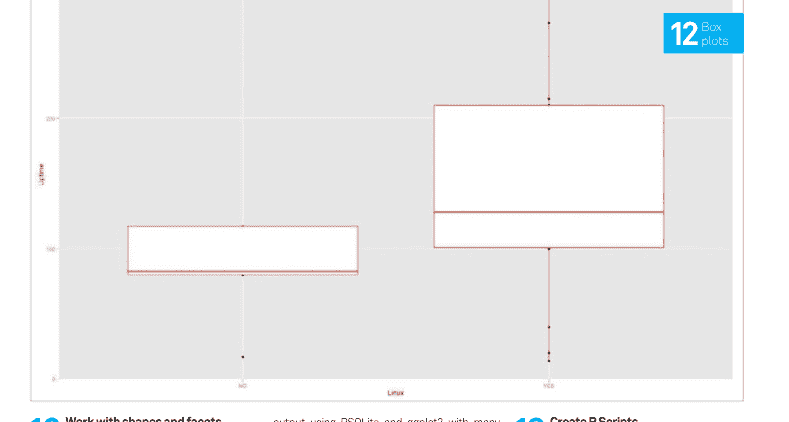 12 Box
plots
200
Uptime
0
Linux
Work with shapes and facets
output using RSQLite and ggplot2 with many
Create R Scripts